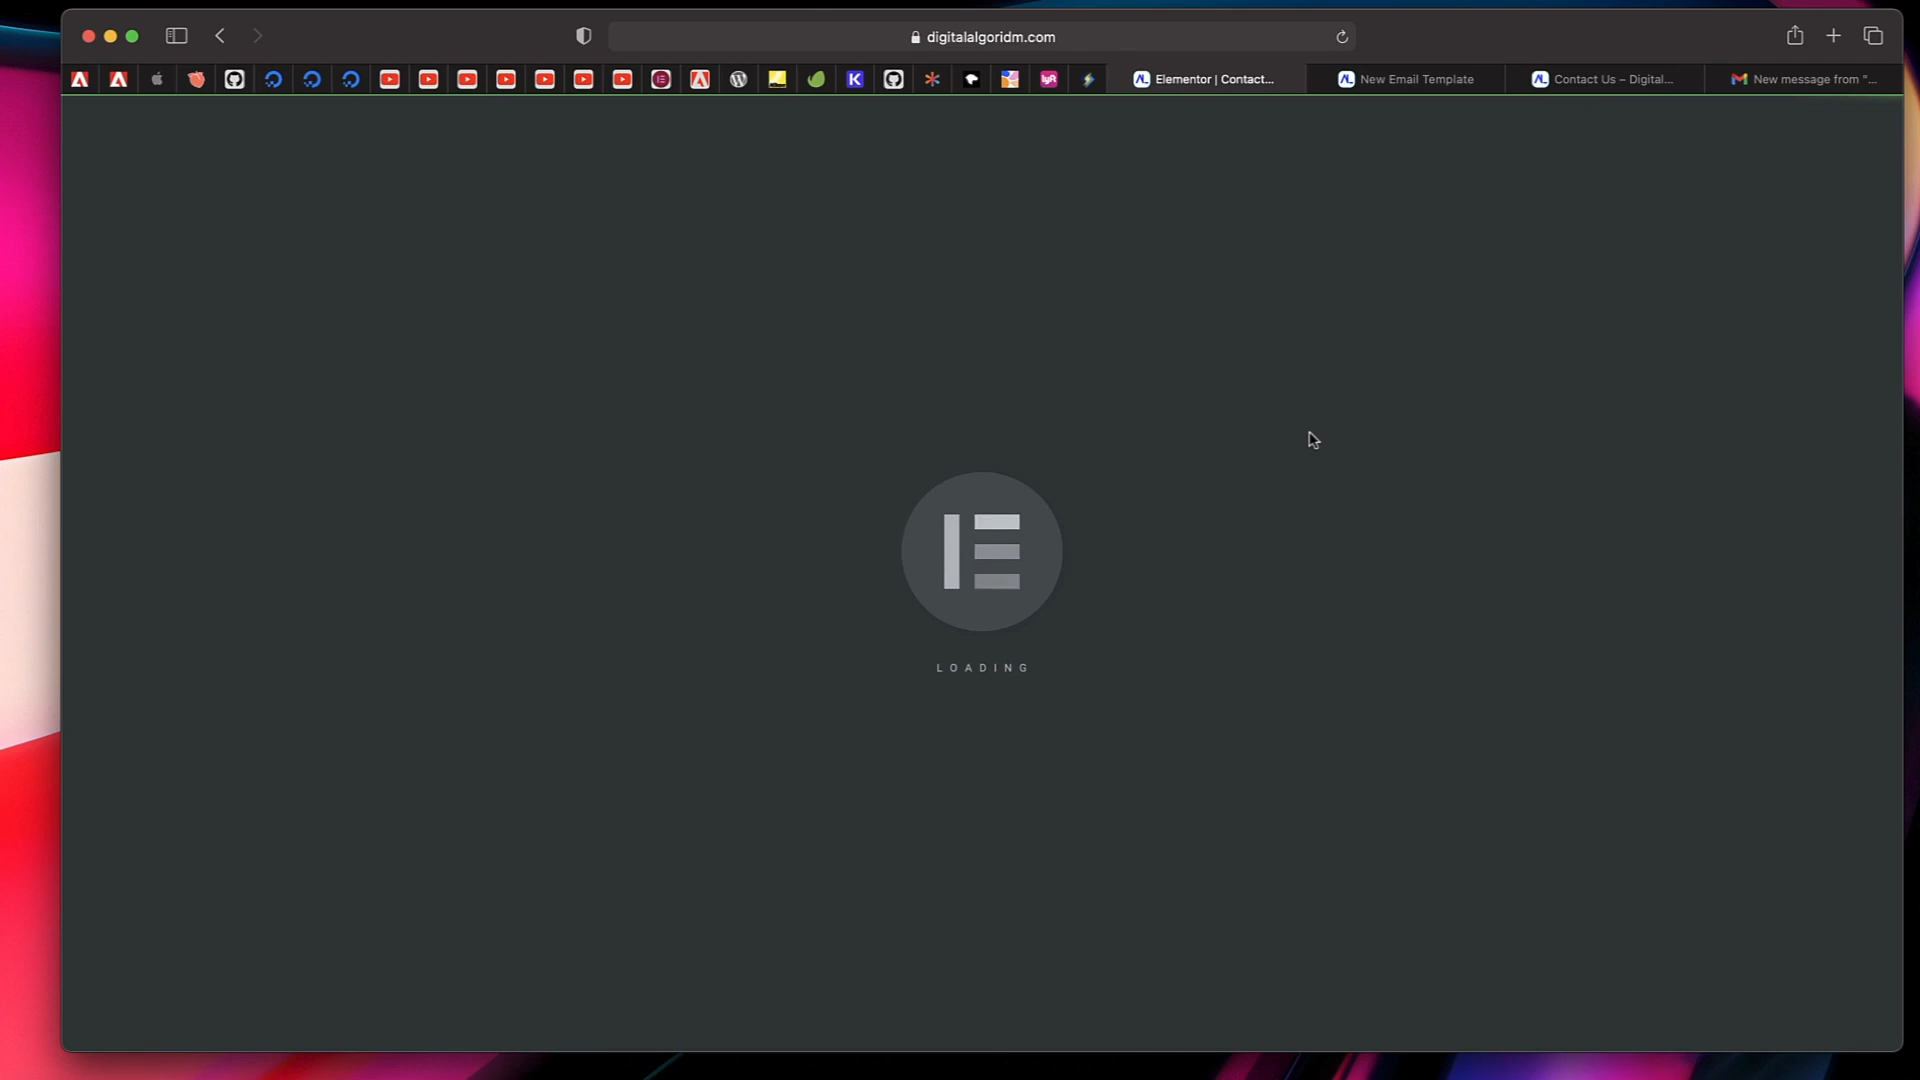 digitalalgoridm.com
Elementor | Contact...
New Email Template
Contact Us – Digital...
New message from "...
LOADING